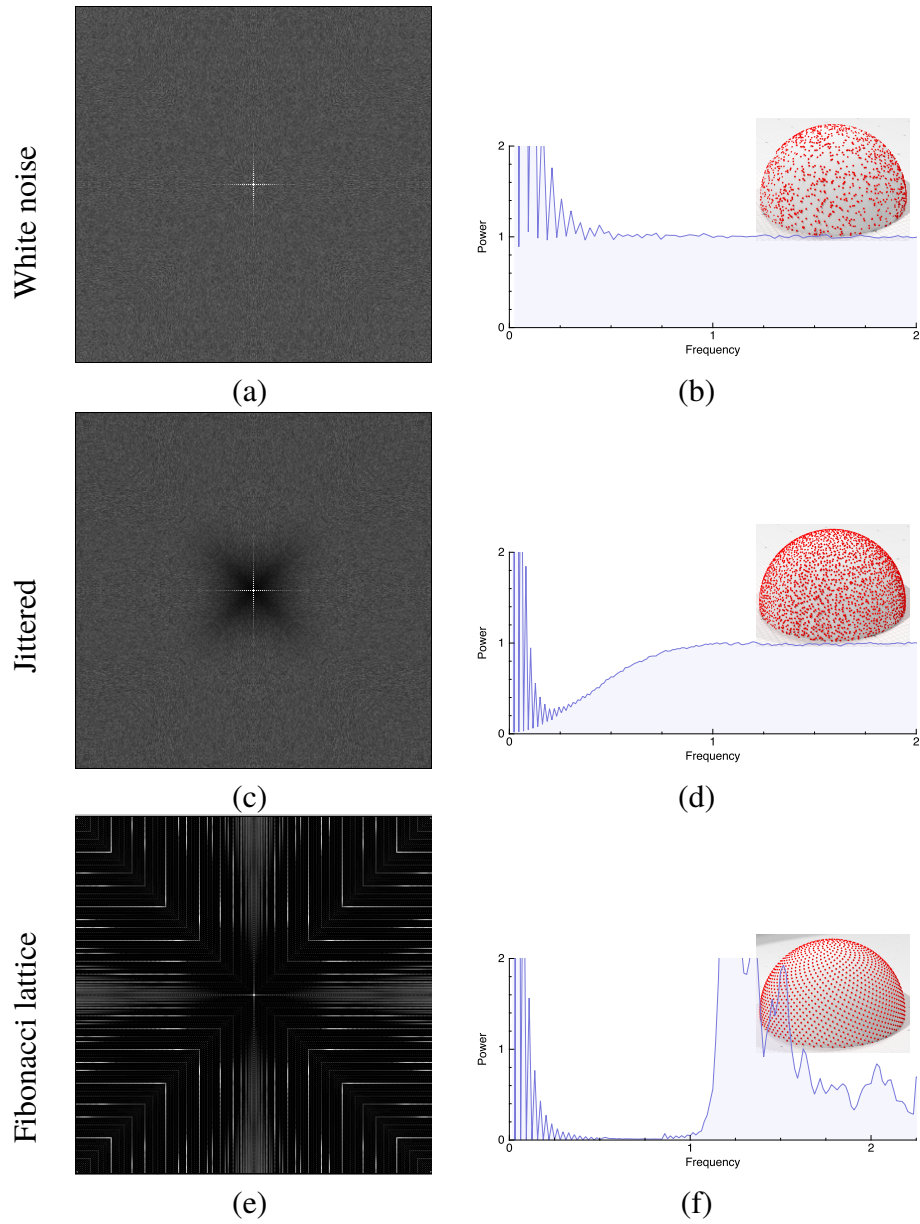 White noise
(a)
Power
2
1
0
0
1
2
Frequency
(b)
Jittered
(c)
Power
2
1
0
0
1
2
Frequency
(d)
Fibonacci lattice
(e)
Power
2
1
0
0
1
2
Frequency
(f)